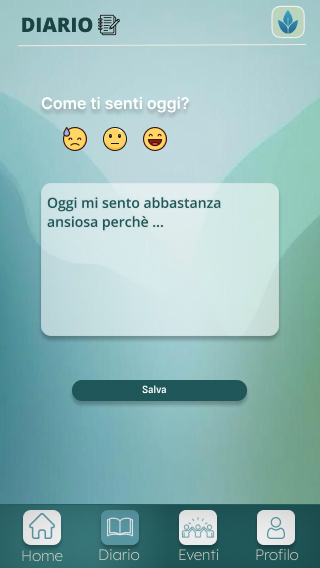 DIARIO
Come ti senti oggi?
Oggi mi sento abbastanza
ansiosa perchè ...
Salva
Home
Diario
Eventi
Profilo